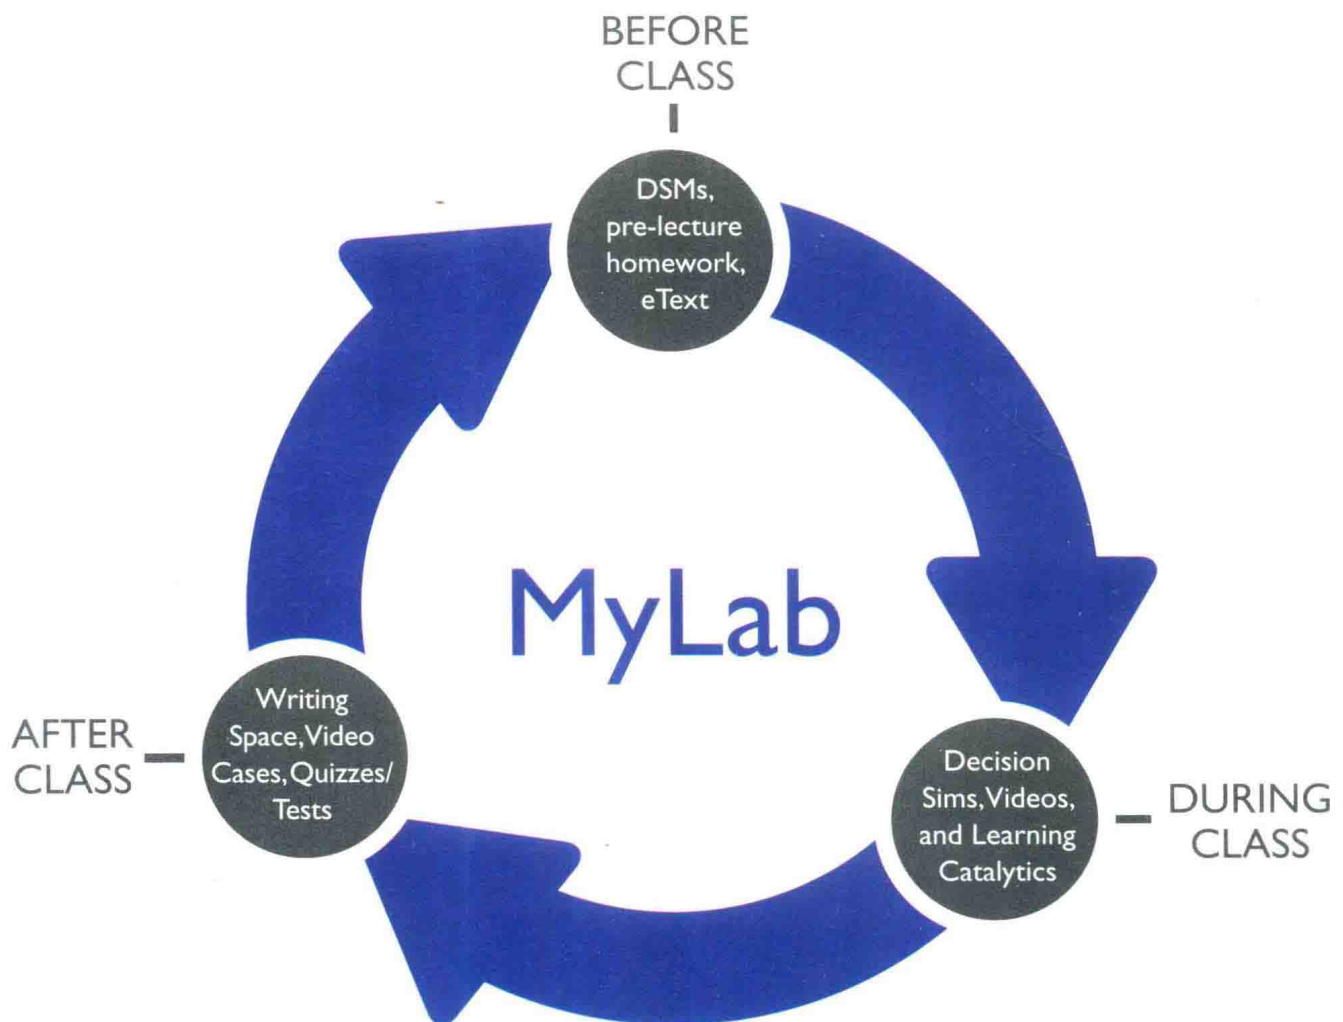 BEFORE
CLASS
DSMs,
pre-lecture
homework,
eText
MyLab
AFTER
CLASS
Writing
Space, Video
Cases, Quizzes/
Tests
Decision
Sims, Videos,
and Learning
Catalytics
DURING
CLASS